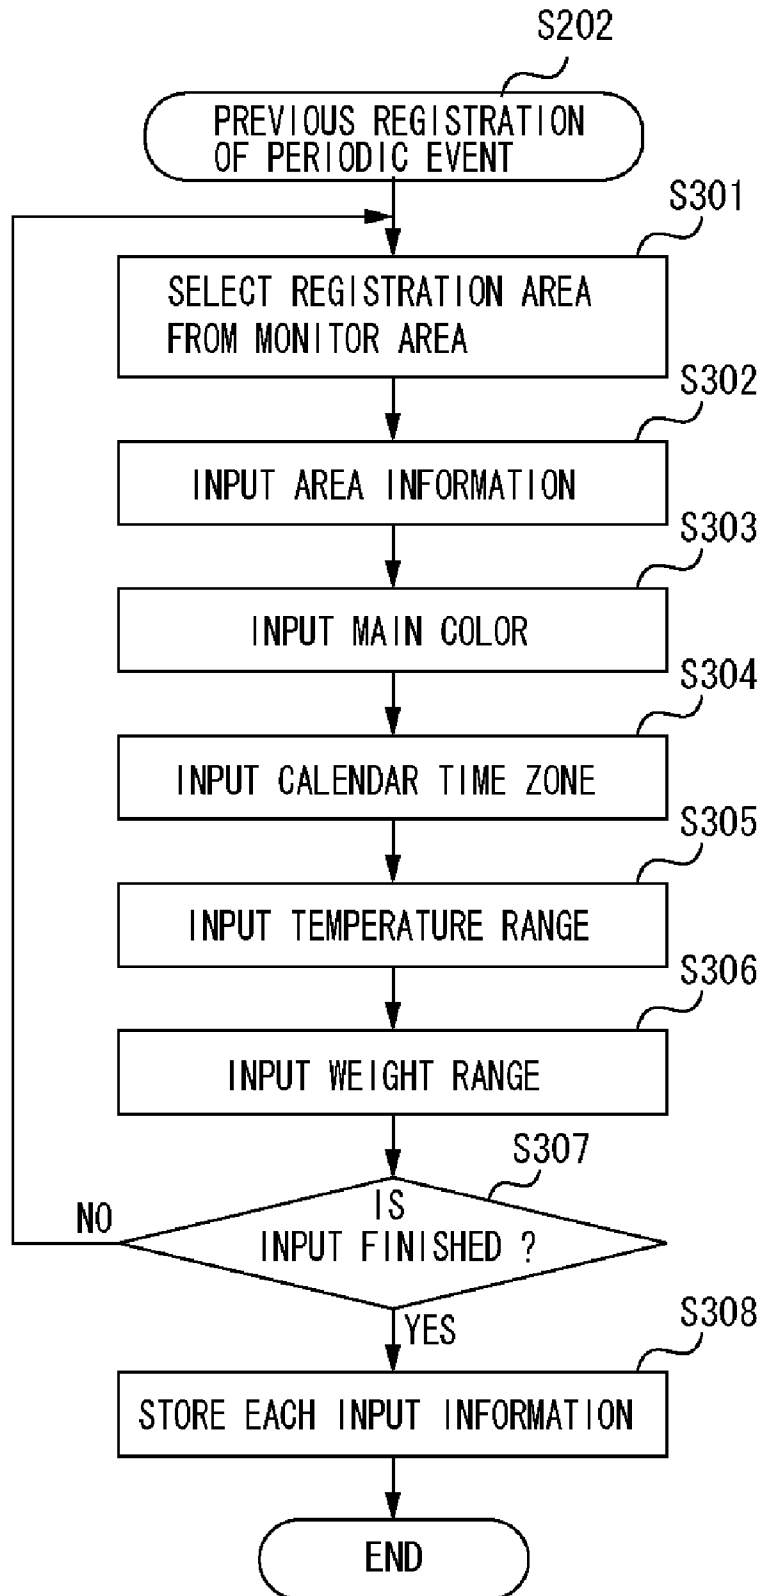 S202
PREVIOUS REGISTRATION
OF PERIODIC EVENT
S301
SELECT REGISTRATION AREA
FROM MONITOR AREA
S302
INPUT AREA INFORMATION
S303
INPUT MAIN COLOR
S304
INPUT CALENDAR TIME ZONE
S305
INPUT TEMPERATURE RANGE
S306
INPUT WEIGHT RANGE
S307
IS
INPUT FINISHED ?
NO
YES
S308
STORE EACH INPUT INFORMATION
END